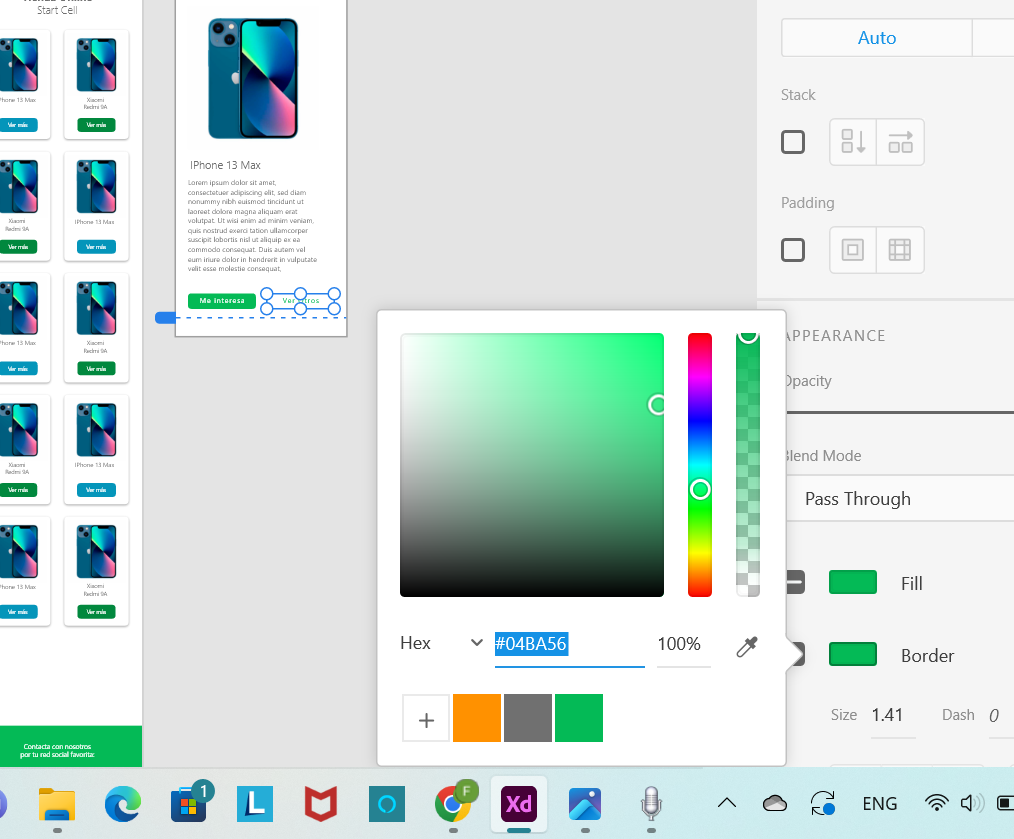 Start Cell
Phone 13 Max
Ver más
Xiaomi
Redmi 9A
Ver más
Xiaomi
Redmi 9A
Ver más
IPhone 13 Max
Ver más
Phone 13 Max
Ver más
Xiaomi
Redmi 9A
Ver más
Xiaomi
Redmi 9A
Ver más
IPhone 13 Max
Ver más
Phone 13 Max
Ver más
Xiaomi
Redmi 9A
Ver más
Contacta con nosotros
por tu red social favorita:
IPhone 13 Max
Lorem ipsum dolor sit amet,
consectetuer adipiscing elit, sed diam
nonummy nibh euismod tincidunt ut
laoreet dolore magna aliquam erat
volutpat. Ut wisi enim ad minim veniam,
quis nostrud exerci tation ullamcorper
suscipit lobortis nisl ut aliquip ex ea
commodo consequat. Duis autem vel
eum iriure dolor in hendrerit in vulputate
velit esse molestie consequat,
Me Interesa
Ver otros
Auto
Stack
Padding
APPEARANCE
Opacity
Blend Mode
Pass Through
Fill
Border
Size 1.41 Dash 0
Hex #04BA56 100%
1
L
F
Xd
ENG